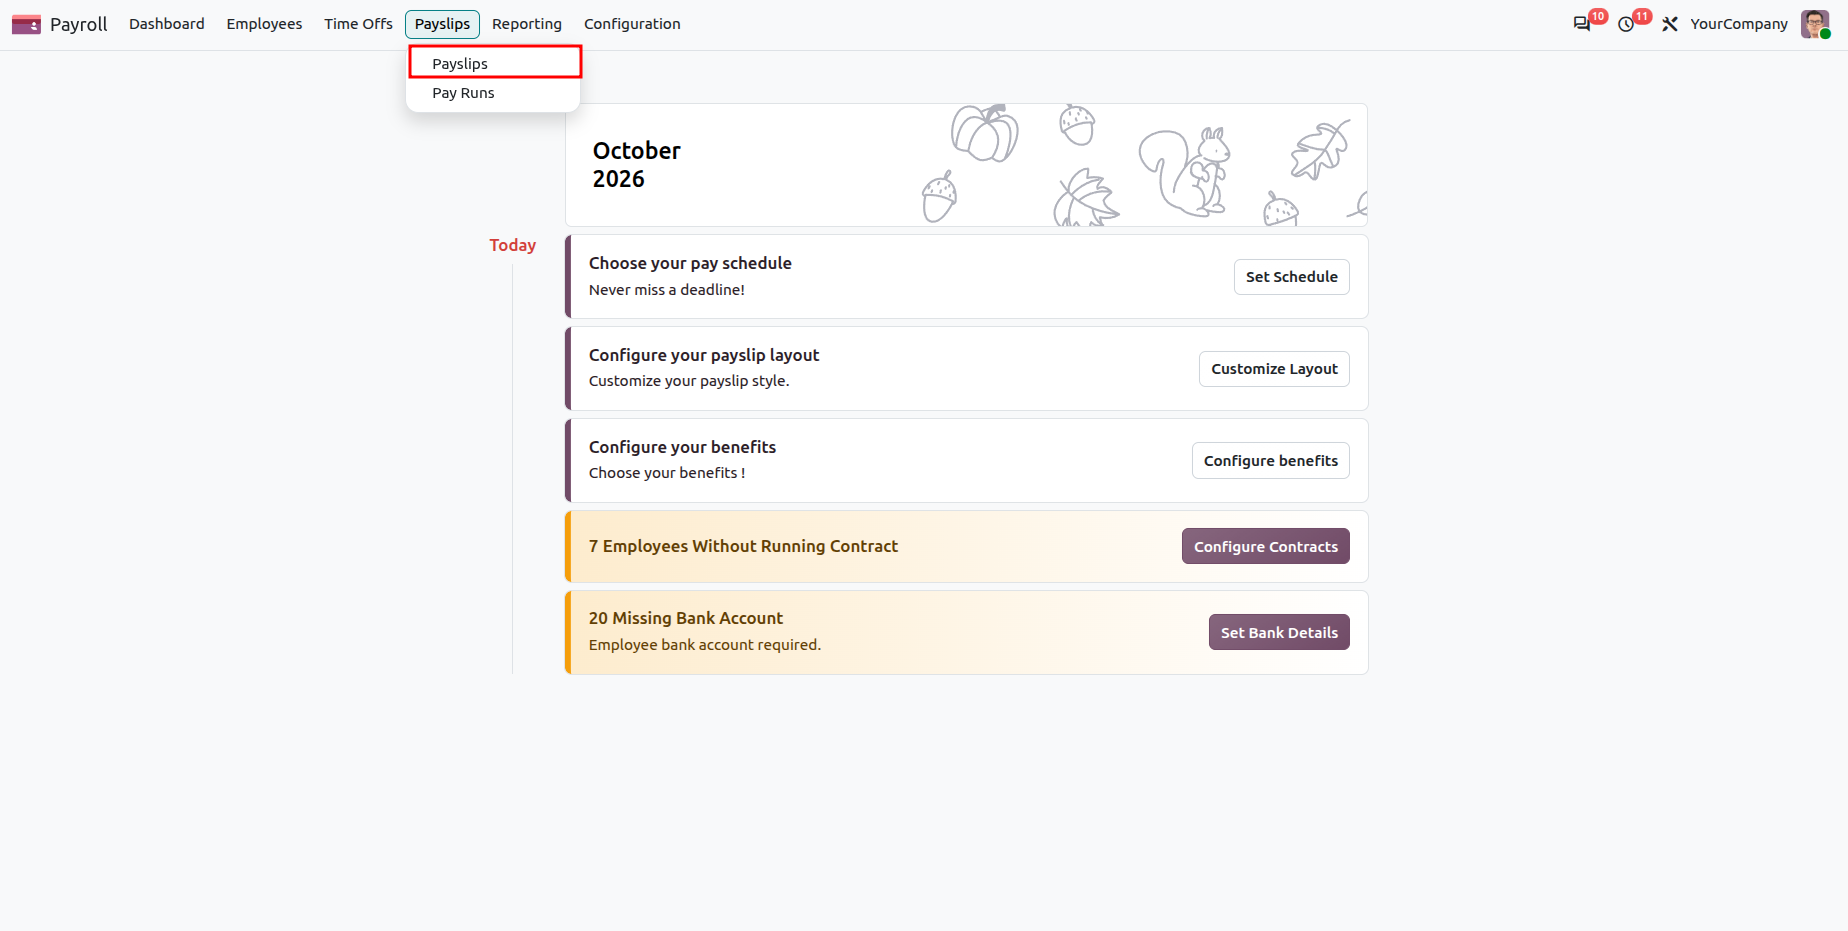 Payroll Dashboard Employees Time Offs Payslips Reporting Configuration 10 11 YourCompany
Payslips
Pay Runs
October
2026
Today
Choose your pay schedule
Never miss a deadline!
Set Schedule
Configure your payslip layout
Customize your payslip style.
Customize Layout
Configure your benefits
Choose your benefits !
Configure benefits
7 Employees Without Running Contract
Configure Contracts
20 Missing Bank Account
Employee bank account required.
Set Bank Details